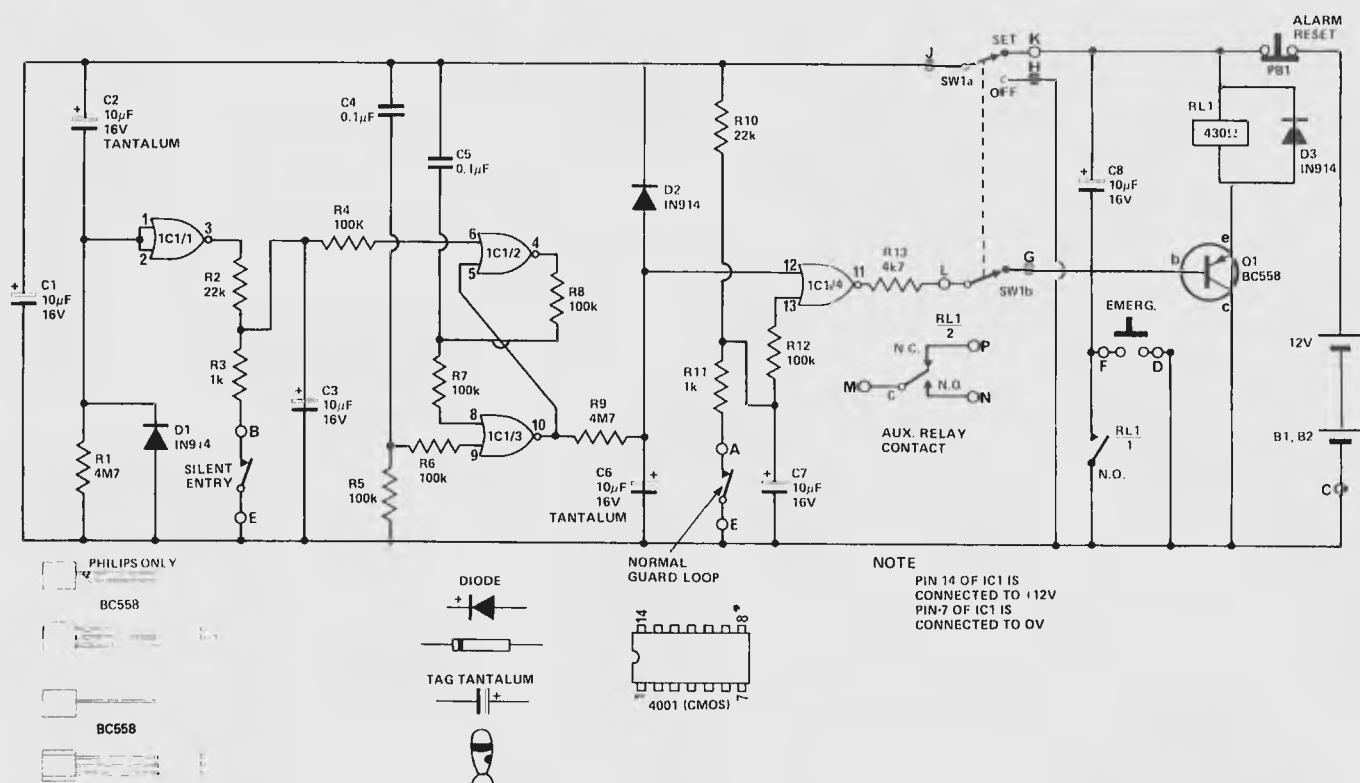 ALARM
RESET
SET K
J
H
SW1a
OFF
PB1
C2
10µF
16V
TANTALUM
C4
0.1µF
C5
0.1µF
R10
22k
RL1
430Ω
D3
IN914
C8
10µF
16V
D2
IN914
1
2
1C1/1
3
R4
100K
6
5
1C1/2
4
R2
22k
R8
100k
12
13
11
R13
4k7
L
G
SW1b
b
e
c
Q1
BC558
C1
10µF
16V
R3
1k
C3
10µF
16V
R7
100k
R11
1k
R12
100k
RL1
2
N.C.
P
M
C
N.O.
N
AUX. RELAY
CONTACT
EMERG.
F
D
12V
R1
4M7
D1
IN914
B
SILENT
ENTRY
E
8
9
1C1/3
10
R9
4M7
R6
100k
R5
100k
C6
10µF
16V
TANTALUM
A
E
C7
10µF
16V
RL1
1
N.O.
B1, B2
C
NORMAL
GUARD LOOP
NOTE
PIN 14 OF IC1 IS
CONNECTED TO +12V
PIN·7 OF IC1 IS
CONNECTED TO 0V
PHILIPS ONLY
BC558
BC558
DIODE
+
TAG TANTALUM
+
14
8
7
4001 (CMOS)